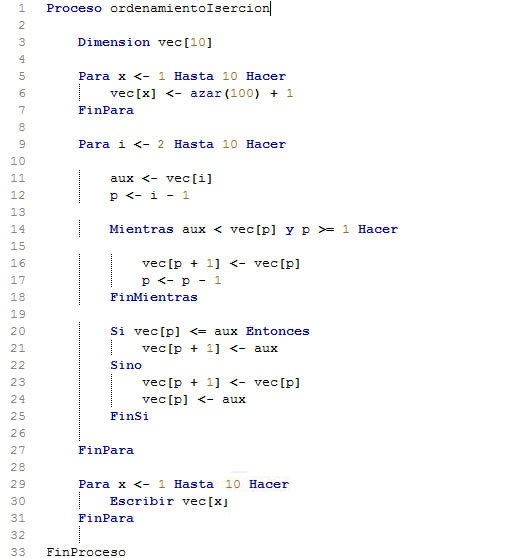 1 Proceso ordenamientoIsercion
2
3 Dimension vec[10]
4
5 Para x <- 1 Hasta 10 Hacer
6 vec[x] <- azar(100) + 1
7 FinPara
8
9 Para i <- 2 Hasta 10 Hacer
10
11 aux <- vec[i]
12 p <- i - 1
13
14 Mientras aux < vec[p] y p >= 1 Hacer
15
16 vec[p + 1] <- vec[p]
17 p <- p - 1
18 FinMientras
19
20 Si vec[p] <= aux Entonces
21 vec[p + 1] <- aux
22 Sino
23 vec[p + 1] <- vec[p]
24 vec[p] <- aux
25 FinSi
26
27 FinPara
28
29 Para x <- 1 Hasta 10 Hacer
30 Escribir vec[x]
31 FinPara
32
33 FinProceso